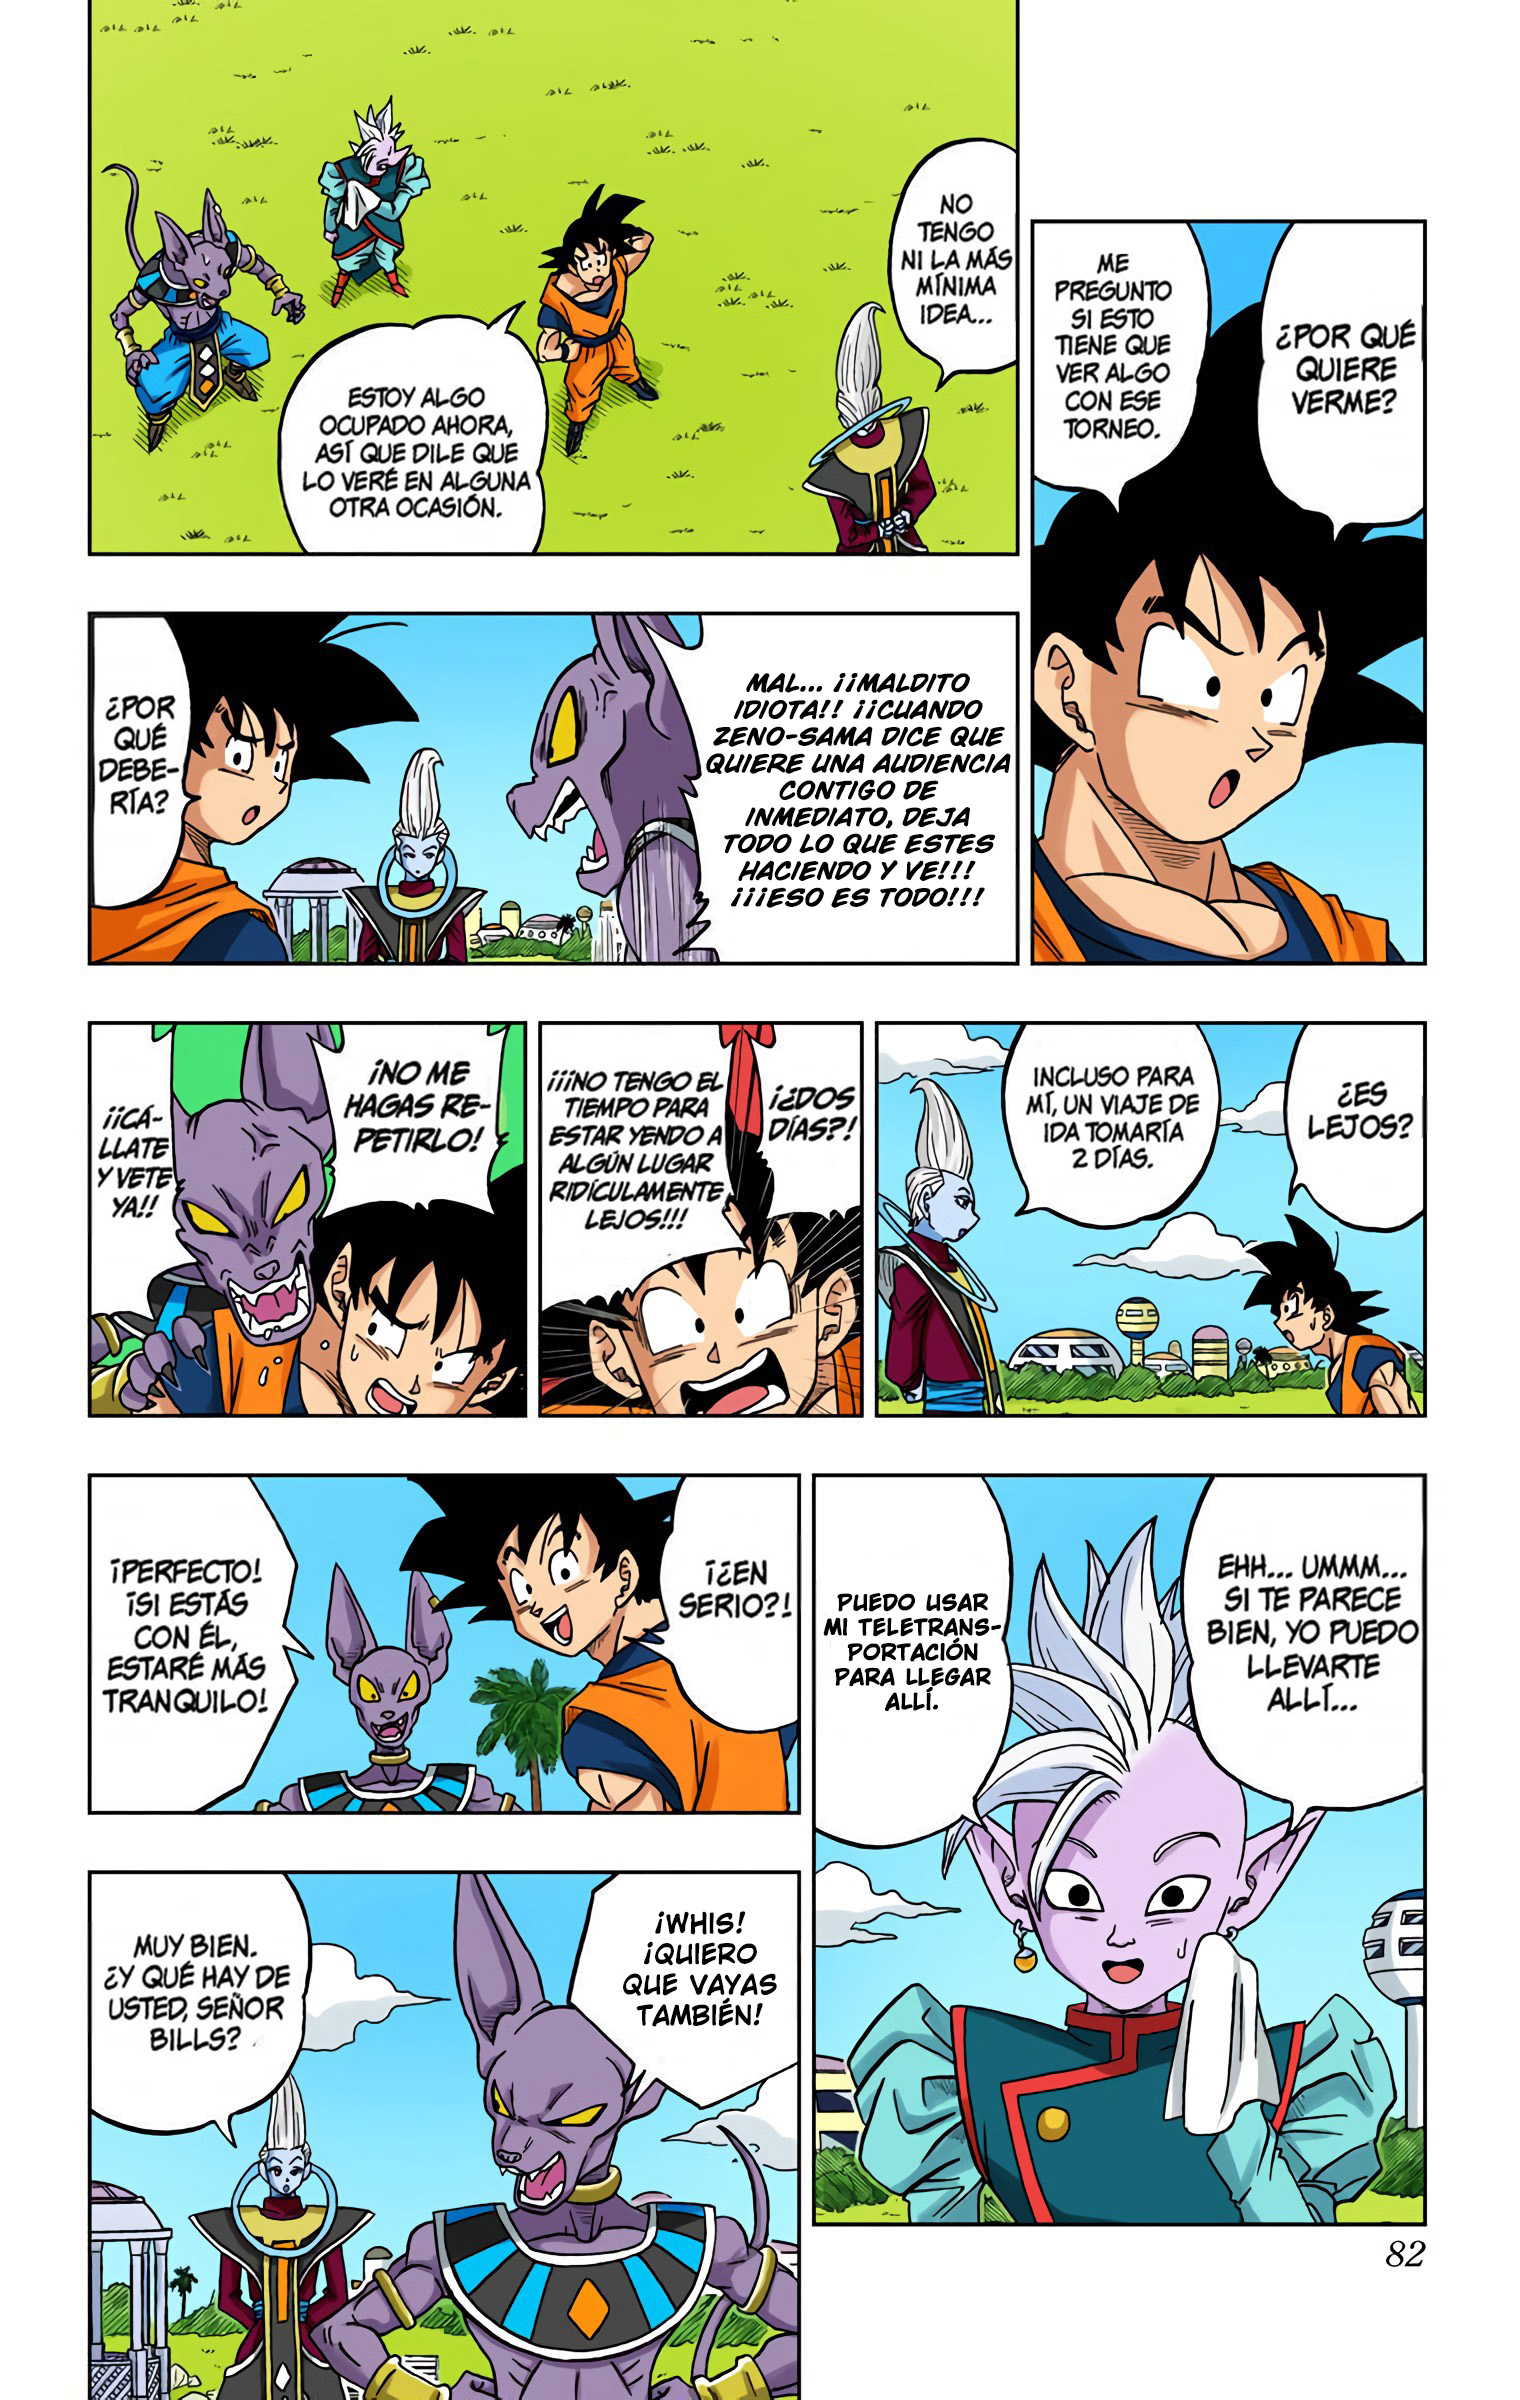 ¿POR QUÉ
QUIERE
VERME?
ME
PREGUNTO
SI ESTO
TIENE QUE
VER ALGO
CON ESE
TORNEO.
NO
TENGO
NI LA MÁS
MÍNIMA
IDEA...
ESTOY ALGO
OCUPADO AHORA,
ASÍ QUE DILE QUE
LO VERÉ EN ALGUNA
OTRA OCASIÓN.
MAL... ¡¡MALDITO
IDIOTA!! ¡¡CUANDO
ZENO-SAMA DICE QUE
QUIERE UNA AUDIENCIA
CONTIGO DE
INMEDIATO, DEJA
TODO LO QUE ESTES
HACIENDO Y VE!!!
¡¡¡ESO ES TODO!!!
¿POR
QUÉ
DEBE-
RÍA?
¿ES
LEJOS?
INCLUSO PARA
MÍ, UN VIAJE DE
IDA TOMARÍA
2 DÍAS.
¡¿DOS
DÍAS?!
¡¡¡NO TENGO EL
TIEMPO PARA
ESTAR YENDO A
ALGÚN LUGAR
RIDÍCULAMENTE
LEJOS!!!
¡NO ME
HAGAS RE-
PETIRLO!
¡¡CÁ-
LLATE
Y VETE
YA!!
EHH... UMMM...
SI TE PARECE
BIEN, YO PUEDO
LLEVARTE
ALLÍ...
PUEDO USAR
MI TELETRANS-
PORTACIÓN
PARA LLEGAR
ALLÍ.
¡¿EN
SERIO?!
¡PERFECTO!
¡SI ESTÁS
CON ÉL,
ESTARÉ MÁS
TRANQUILO!
¡WHIS!
¡QUIERO
QUE VAYAS
TAMBIÉN!
MUY BIEN.
¿Y QUÉ HAY DE
USTED, SEÑOR
BILLS?
82